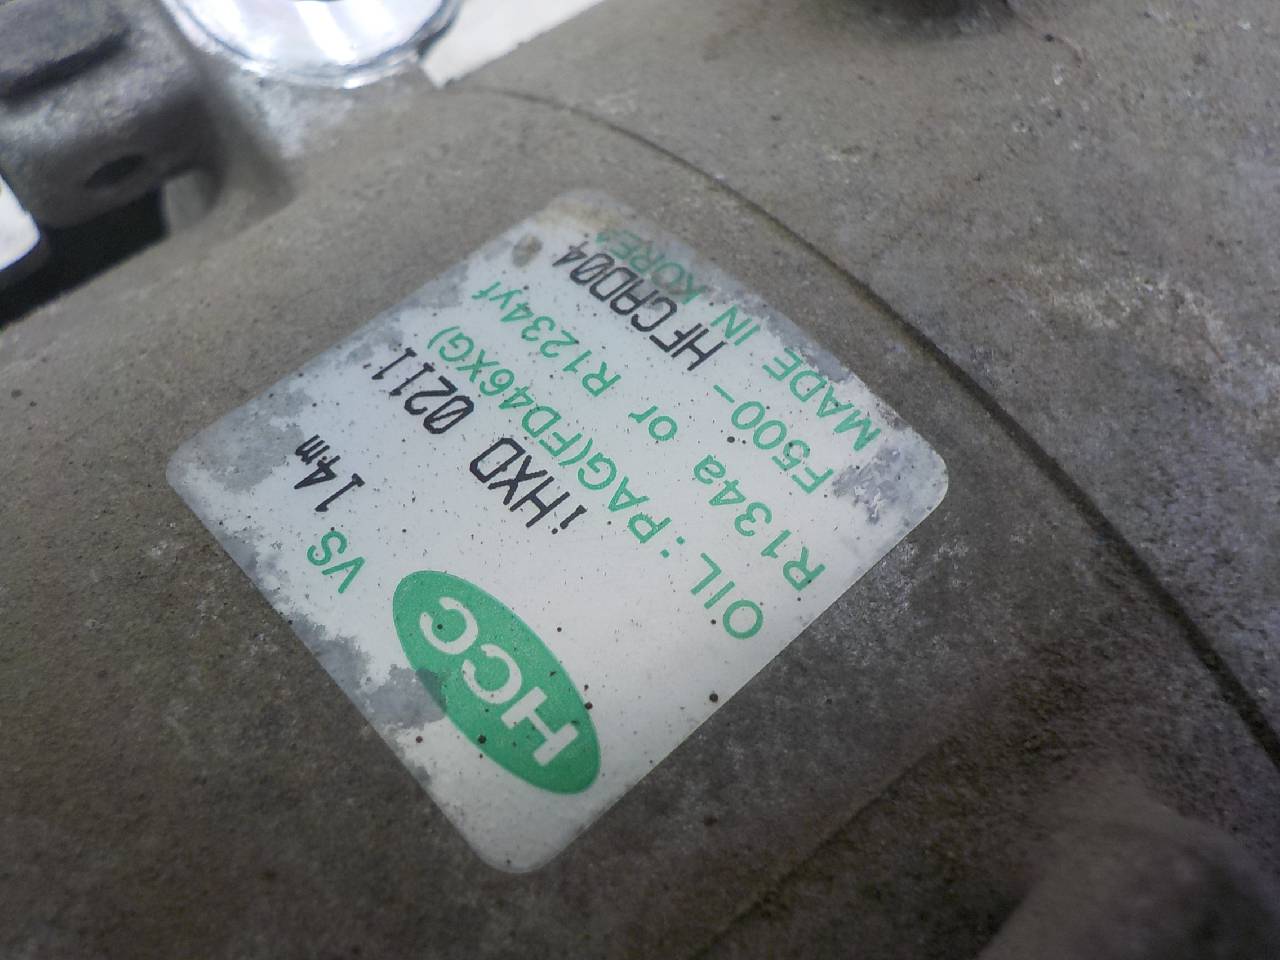 HCC VS 14m
iHXD 0211
OIL:PAG(FD46XG)
R134a or R1234yf
F500-HFCAD04
MADE IN KOREA